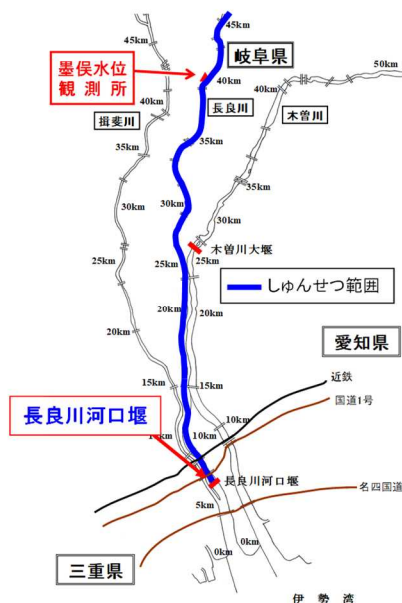 45km
45km
岐阜県
墨俣水位
観測所
40km
50km
40km
40km
長良川
木曽川
揖斐川
35km
35km
35km
30km
30km
30km
木曽川大堰
25km
25km
25km
しゅんせつ範囲
20km
20km
20km
愛知県
15km
15km
近鉄
国道1号
長良川河口堰
10km
10km
長良川河口堰
名四国道
5km
0km
0km
三重県
伊勢湾